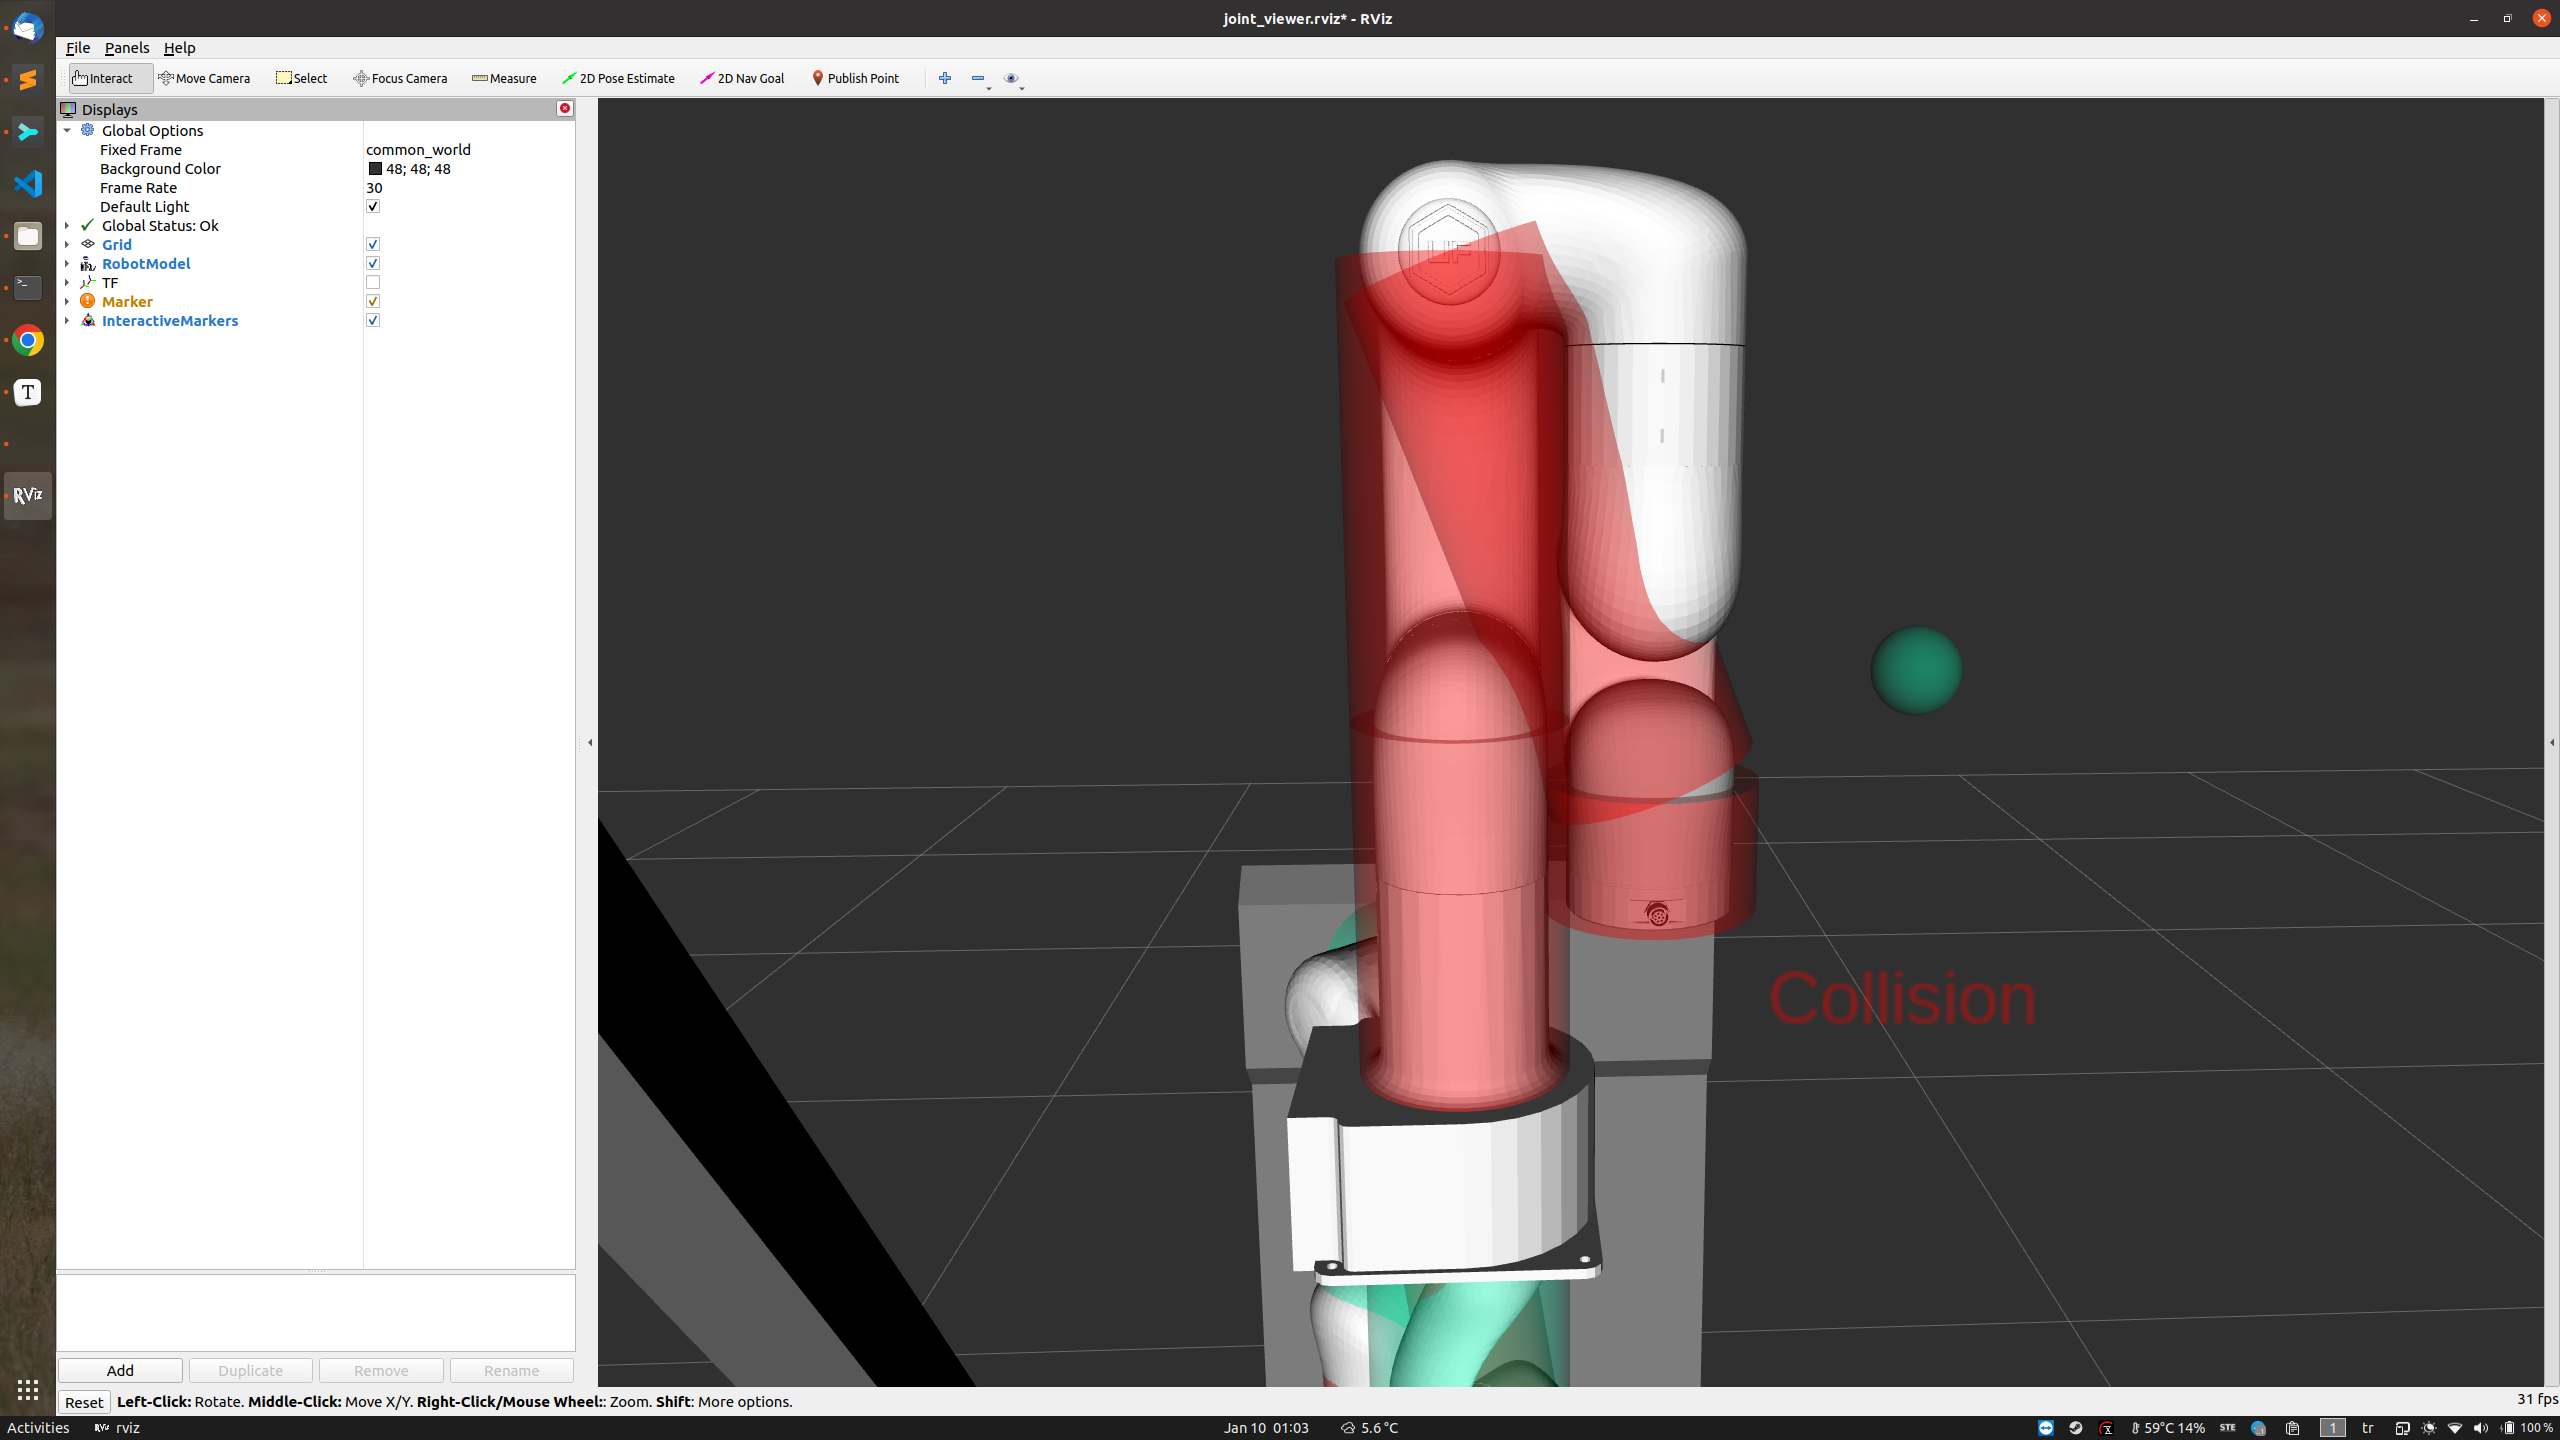 joint_viewer.rviz* - RViz
File Panels Help
Interact Move Camera Select Focus Camera Measure 2D Pose Estimate 2D Nav Goal Publish Point
Displays
Global Options
Fixed Frame common_world
Background Color 48; 48; 48
Frame Rate 30
Default Light
Global Status: Ok
Grid
RobotModel
TF
Marker
InteractiveMarkers
UF
Collision
T
RViz
Add Duplicate Remove Rename
Reset Left-Click: Rotate. Middle-Click: Move X/Y. Right-Click/Mouse Wheel:: Zoom. Shift: More options.
31 fps
Activities RViz rviz Jan 10 01:03 5.6 °C 59°C 14% STE 1 tr 100 %